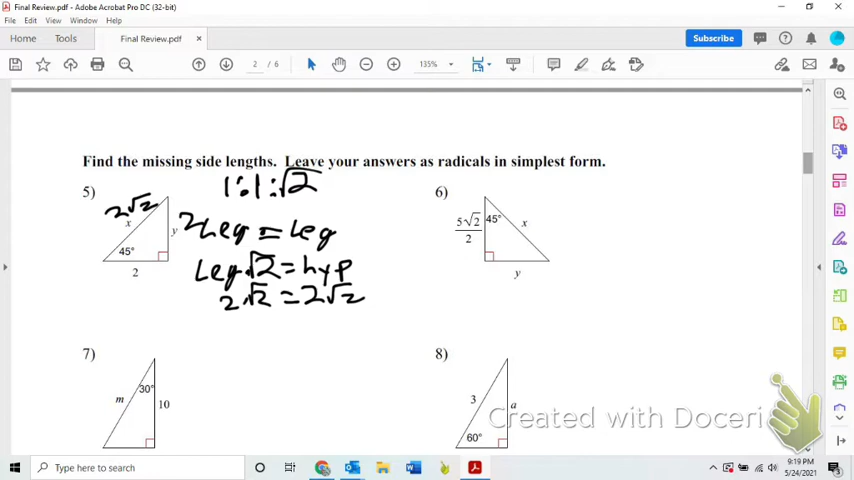 Final Review.pdf - Adobe Acrobat Pro DC (32-bit)
File Edit View Window Help
Home Tools Final Review.pdf × Subscribe
2 / 6 135%
Find the missing side lengths. Leave your answers as radicals in simplest form.
5) 1:1:√2 6)
2√2
x
2 Leg = Leg
y
45°
2
Leg·√2 = hyp
2·√2 = 2√2
5√2/2
45°
x
y
7) 8)
m
30°
10
3
a
60°
Created with Doceri
Type here to search
9:19 PM
5/24/2021
3